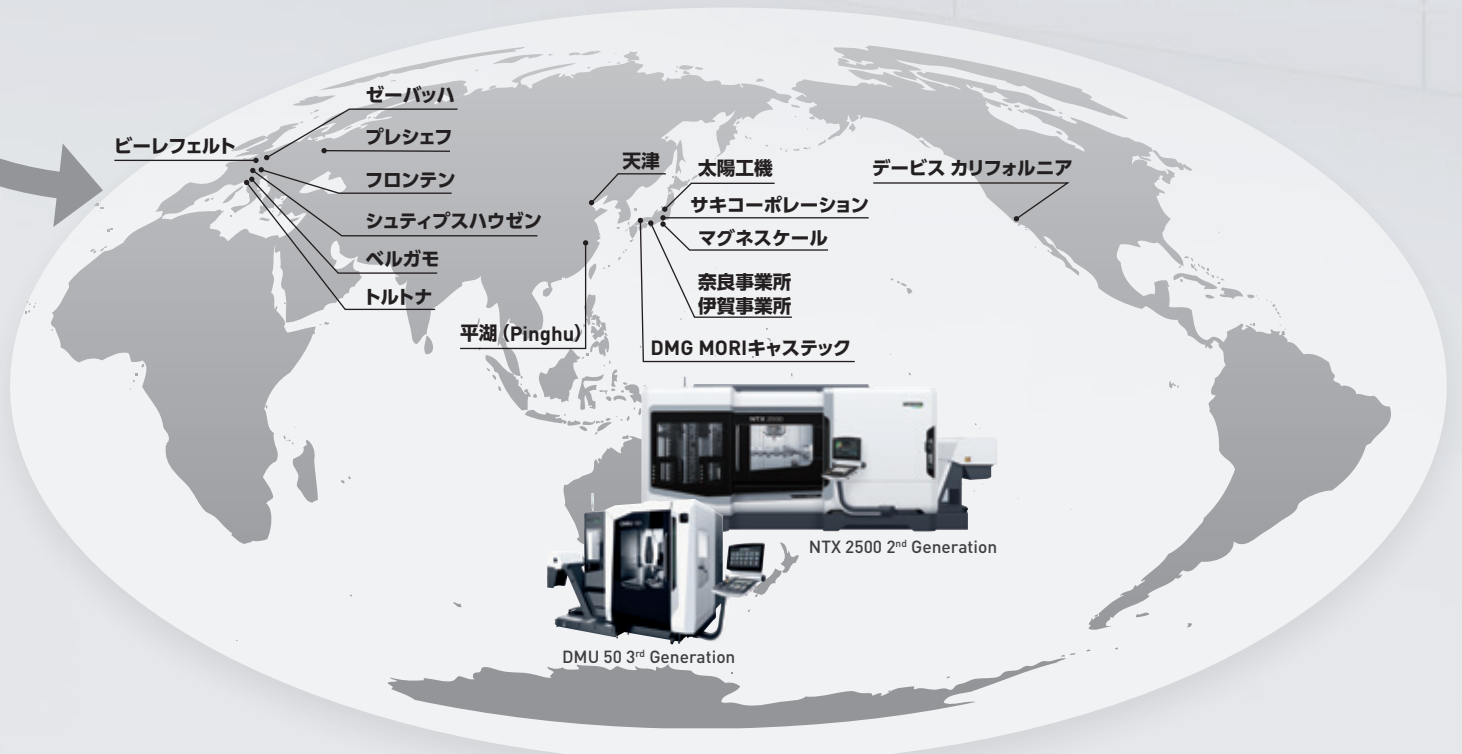 ゼーバッハ
ビーレフェルト
プレシェフ
フロンテン
シュティプスハウゼン
ベルガモ
トルトナ
天津
平湖（Pinghu）
太陽工機
サキコーポレーション
マグネスケール
奈良事業所
伊賀事業所
DMG MORIキャステック
デービス カリフォルニア
NTX 2500
NTX 2500 2nd Generation
DMU 50 3rd Generation